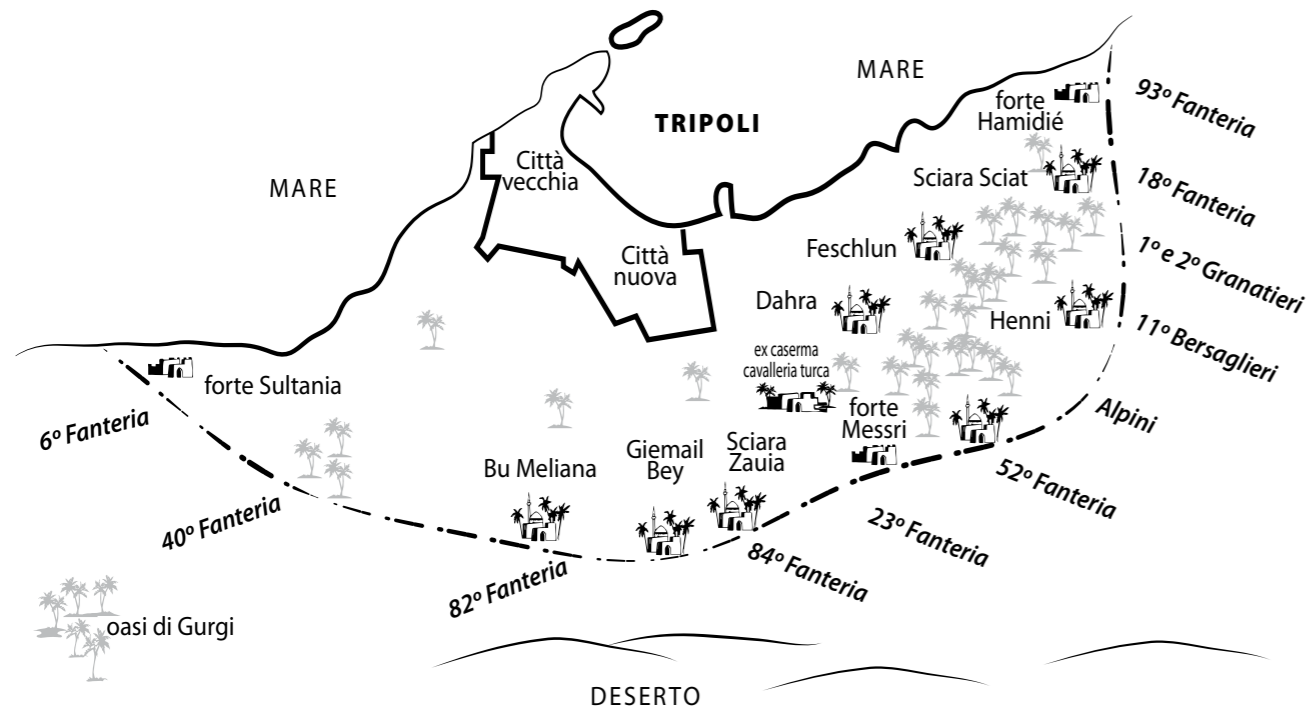 MARE
forte
Hamidié
93º Fanteria
TRIPOLI
Città
vecchia
MARE
Sciara Sciat
18º Fanteria
Feschlun
1º e 2º Granatieri
Città
nuova
Dahra
Henni
11º Bersaglieri
ex caserma
cavalleria turca
forte Sultania
forte
Messri
Alpini
6º Fanteria
Bu Meliana
Giemail
Bey
Sciara
Zauia
52º Fanteria
40º Fanteria
23º Fanteria
84º Fanteria
82º Fanteria
oasi di Gurgi
DESERTO